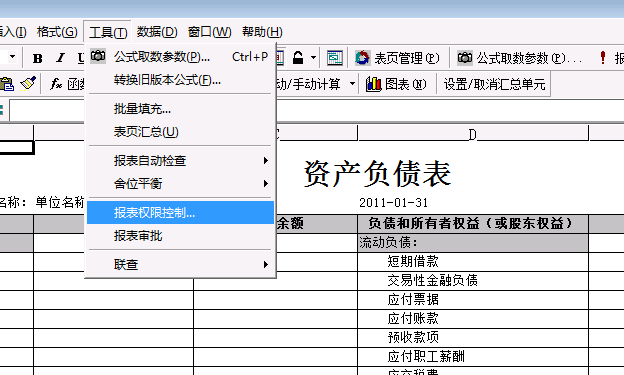 插入(I) 格式(G) 工具(T) 数据(D) 窗口(W) 帮助(H)
B I 表页管理(P) 公式取数参数(P)... ! 报
fx 函 动/手动计算 图表(N) 设置/取消汇总单元
公式取数参数(P)... Ctrl+P
转换旧版本公式(F)...
批量填充...
表页汇总(U)
报表自动检查
舍位平衡
报表权限控制...
报表审批
联查
C D
资产负债表
名称: 单位名称 2011-01-31
余额 负债和所有者权益（或股东权益）
流动负债:
短期借款
交易性金融负债
应付票据
应付账款
预收款项
应付职工薪酬
应交税费